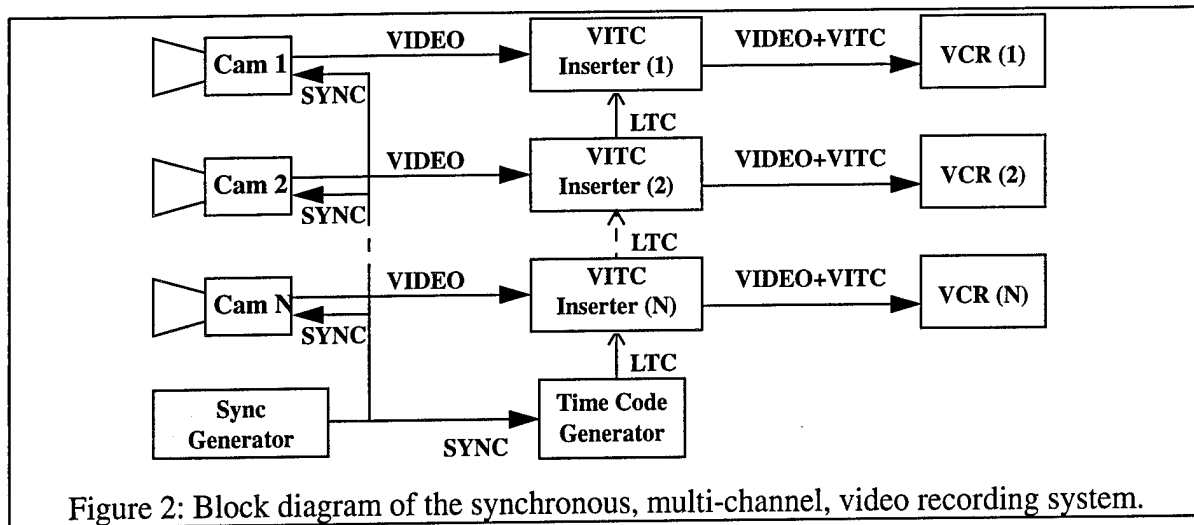 Cam 1
VIDEO
SYNC
VITC
Inserter (1)
VIDEO+VITC
VCR (1)
LTC
Cam 2
VIDEO
SYNC
VITC
Inserter (2)
VIDEO+VITC
VCR (2)
LTC
Cam N
VIDEO
SYNC
VITC
Inserter (N)
VIDEO+VITC
VCR (N)
LTC
Sync
Generator
SYNC
Time Code
Generator
Figure 2: Block diagram of the synchronous, multi-channel, video recording system.